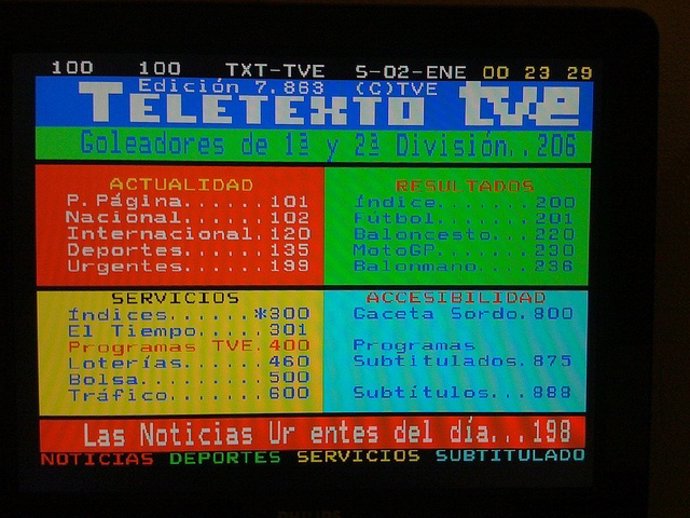 100 100 TXT-TVE S-02-ENE 00 23 29
Edición 7.863 (C)TVE
TELETEXTO tve
Goleadores de 1ª y 2ª División..206
ACTUALIDAD
P.Página......101
Nacional......102
Internacional.120
Deportes......135
Urgentes......199
RESULTADOS
Índice........200
Futbol........201
Baloncesto....220
MotoGP........230
Balonmano.....236
SERVICIOS
Índices......*300
El Tiempo.....301
Programas TVE.400
Loterías......460
Bolsa.........500
Tráfico.......600
ACCESIBILIDAD
Gaceta Sordo.800
Programas
Subtitulados.875
Subtítulos...888
Las Noticias Ur entes del día...198
NOTICIAS DEPORTES SERVICIOS SUBTITULADO